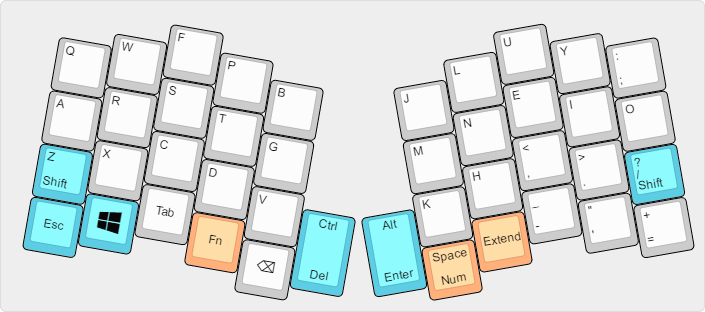 Q W F P B J L U Y :
;
A R S T G M N E I O
Z
Shift X C D V K H <
, >
. ?
/
Shift
Esc Tab Fn ⌫ Ctrl
Del Alt
Enter Space
Num Extend _
- "
' +
=